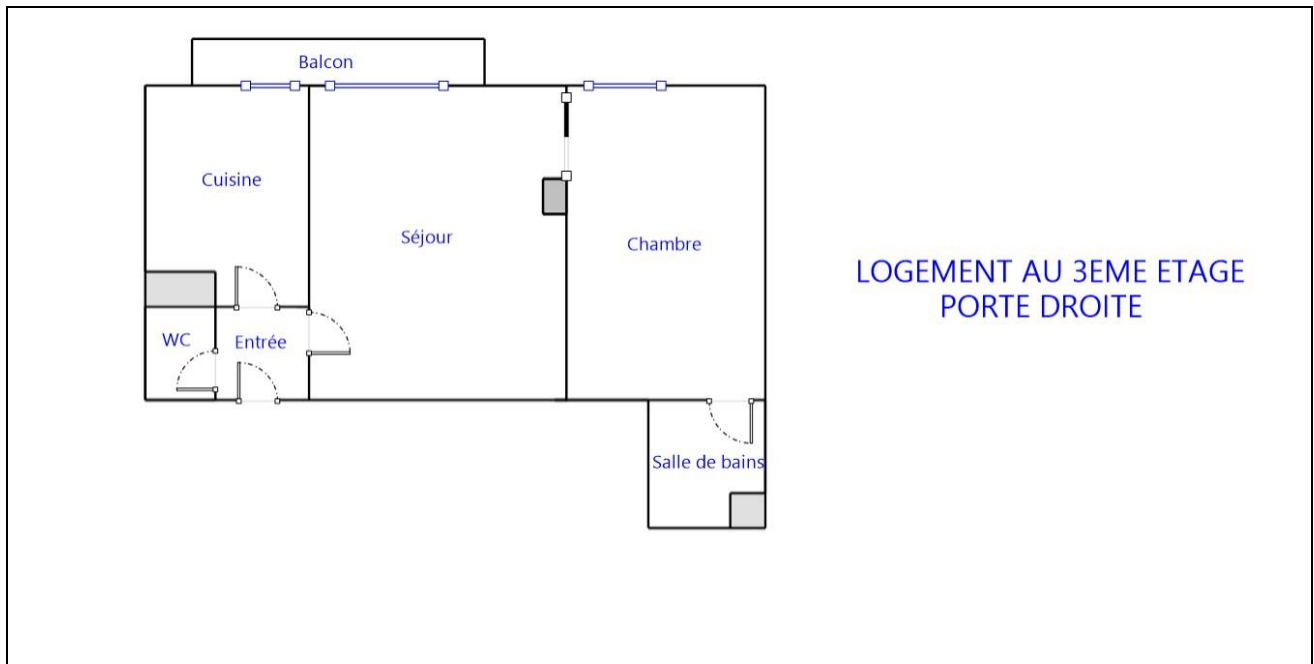 Balcon
Cuisine
Séjour
Chambre
LOGEMENT AU 3EME ETAGE
PORTE DROITE
WC
Entrée
Salle de bains